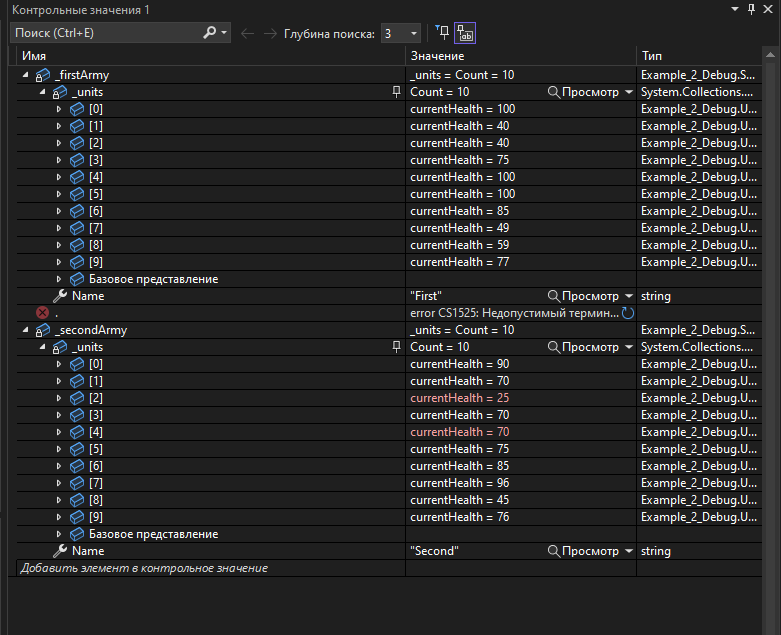 Контрольные значения 1
Поиск (Ctrl+E) Глубина поиска: 3
Имя Значение Тип
_firstArmy _units = Count = 10 Example_2_Debug.S...
_units Count = 10 Просмотр System.Collections....
[0] currentHealth = 100 Example_2_Debug.U...
[1] currentHealth = 40 Example_2_Debug.U...
[2] currentHealth = 40 Example_2_Debug.U...
[3] currentHealth = 75 Example_2_Debug.U...
[4] currentHealth = 100 Example_2_Debug.U...
[5] currentHealth = 100 Example_2_Debug.U...
[6] currentHealth = 85 Example_2_Debug.U...
[7] currentHealth = 49 Example_2_Debug.U...
[8] currentHealth = 59 Example_2_Debug.U...
[9] currentHealth = 77 Example_2_Debug.U...
Базовое представление
Name "First" Просмотр string
. error CS1525: Недопустимый термин...
_secondArmy _units = Count = 10 Example_2_Debug.S...
_units Count = 10 Просмотр System.Collections....
[0] currentHealth = 90 Example_2_Debug.U...
[1] currentHealth = 70 Example_2_Debug.U...
[2] currentHealth = 25 Example_2_Debug.U...
[3] currentHealth = 70 Example_2_Debug.U...
[4] currentHealth = 70 Example_2_Debug.U...
[5] currentHealth = 75 Example_2_Debug.U...
[6] currentHealth = 85 Example_2_Debug.U...
[7] currentHealth = 96 Example_2_Debug.U...
[8] currentHealth = 45 Example_2_Debug.U...
[9] currentHealth = 76 Example_2_Debug.U...
Базовое представление
Name "Second" Просмотр string
Добавить элемент в контрольное значение